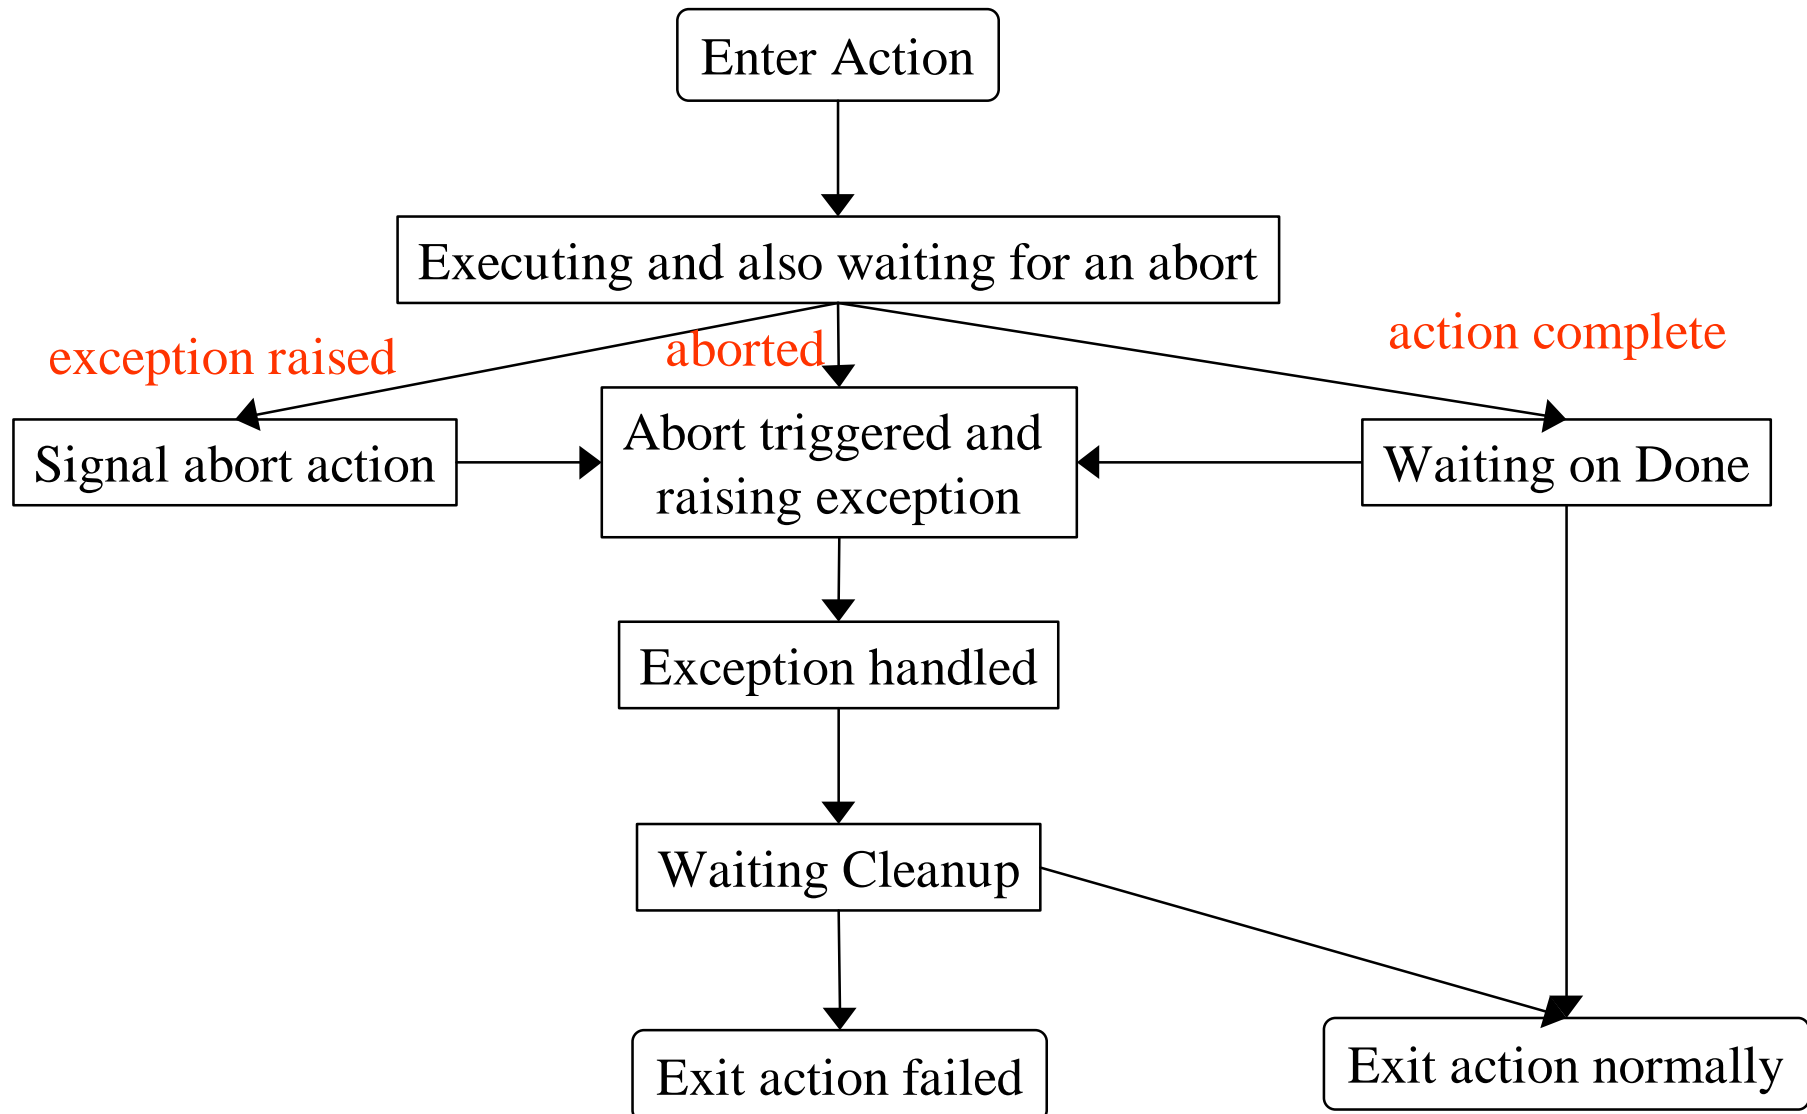 Enter Action
Executing and also waiting for an abort
exception raised
aborted
action complete
Signal abort action
Abort triggered and
raising exception
Waiting on Done
Exception handled
Waiting Cleanup
Exit action failed
Exit action normally